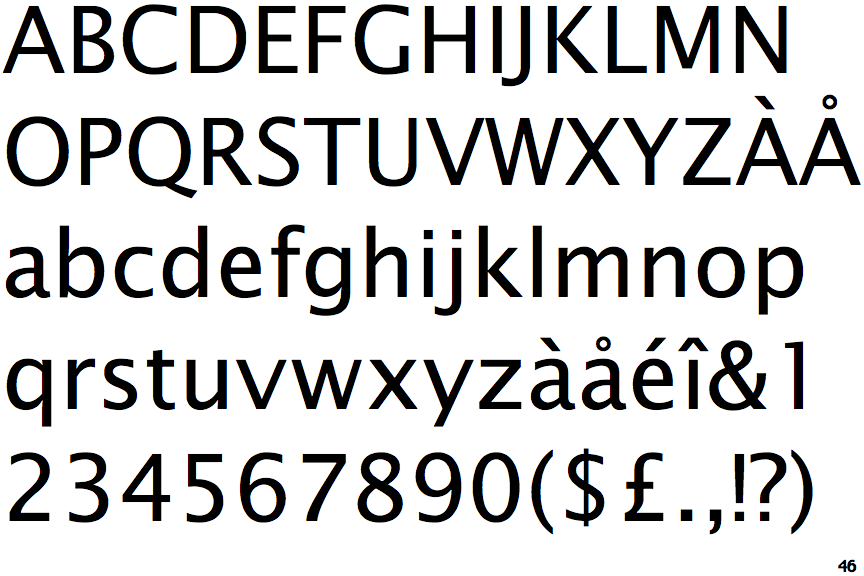 ABCDEFGHIJKLMN
OPQRSTUVWXYZÀÅ
abcdefghijklmnop
qrstuvwxyzàåéî&1
234567890($£.,!?)
46